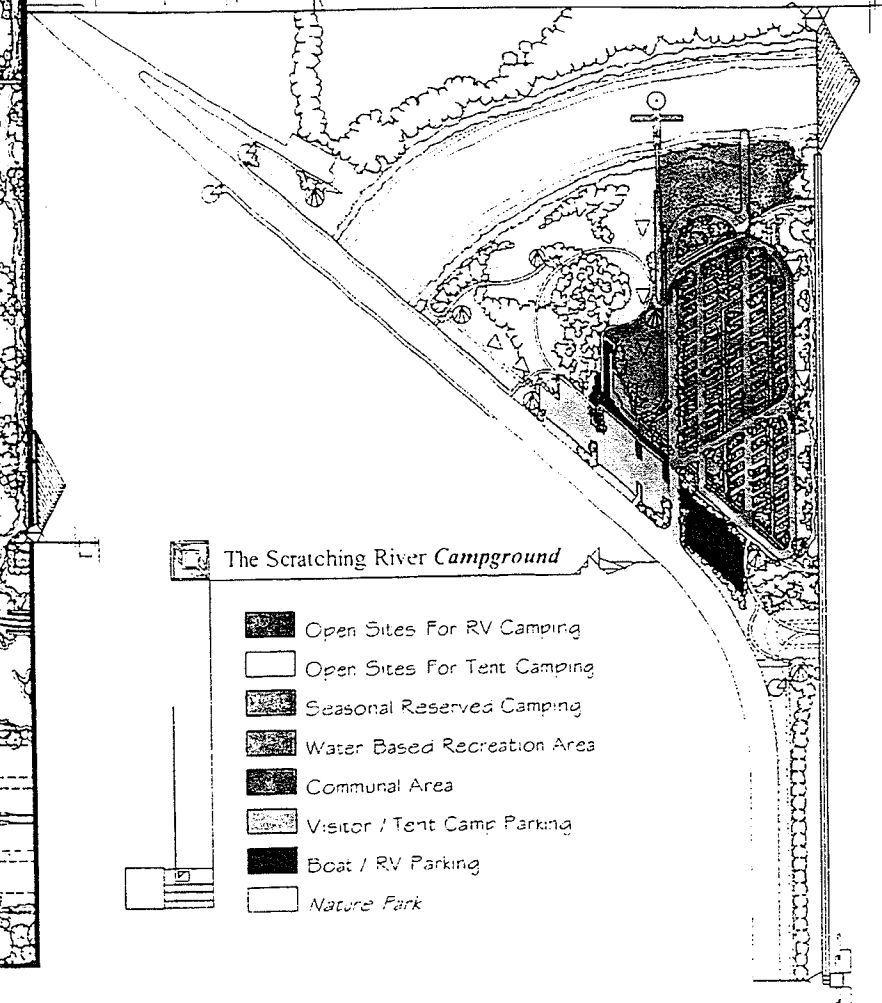 The Scratching River Campground
Open Sites For RV Camping
Open Sites For Tent Camping
Seasonal Reserved Camping
Water Based Recreation Area
Communal Area
Visitor / Tent Camp Parking
Boat / RV Parking
Nature Park